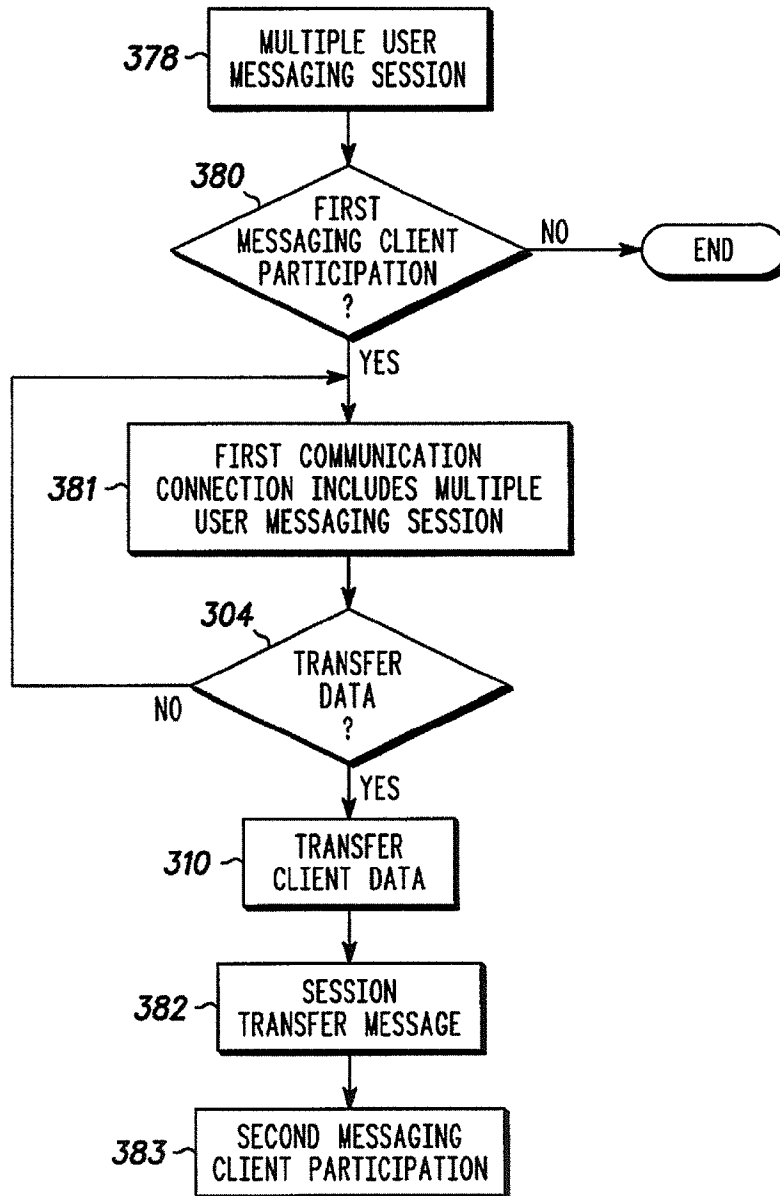 378
MULTIPLE USER
MESSAGING SESSION
380
FIRST
MESSAGING CLIENT
PARTICIPATION
?
NO
END
YES
381
FIRST COMMUNICATION
CONNECTION INCLUDES MULTIPLE
USER MESSAGING SESSION
304
TRANSFER
DATA
?
NO
YES
310
TRANSFER
CLIENT DATA
382
SESSION
TRANSFER MESSAGE
383
SECOND MESSAGING
CLIENT PARTICIPATION